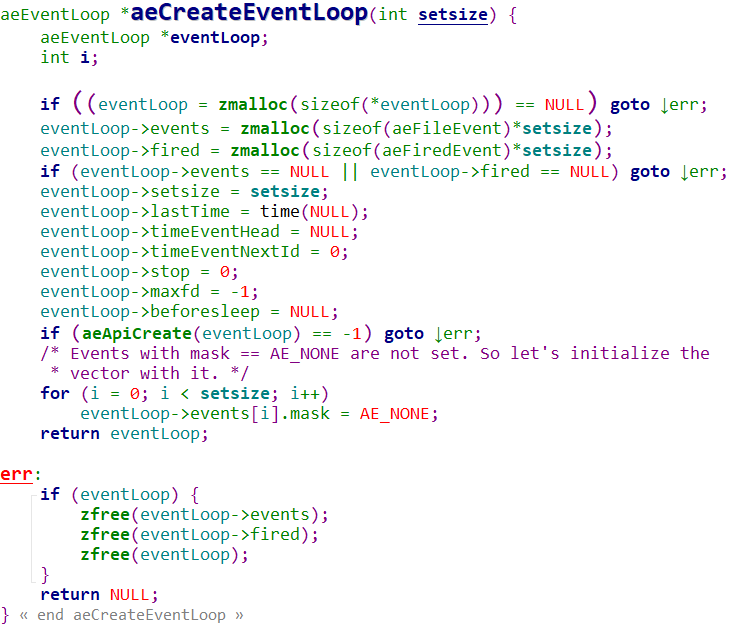 aeEventLoop *aeCreateEventLoop(int setsize) {
    aeEventLoop *eventLoop;
    int i;

    if ((eventLoop = zmalloc(sizeof(*eventLoop))) == NULL) goto ↓err;
    eventLoop->events = zmalloc(sizeof(aeFileEvent)*setsize);
    eventLoop->fired = zmalloc(sizeof(aeFiredEvent)*setsize);
    if (eventLoop->events == NULL || eventLoop->fired == NULL) goto ↓err;
    eventLoop->setsize = setsize;
    eventLoop->lastTime = time(NULL);
    eventLoop->timeEventHead = NULL;
    eventLoop->timeEventNextId = 0;
    eventLoop->stop = 0;
    eventLoop->maxfd = -1;
    eventLoop->beforesleep = NULL;
    if (aeApiCreate(eventLoop) == -1) goto ↓err;
    /* Events with mask == AE_NONE are not set. So let's initialize the
     * vector with it. */
    for (i = 0; i < setsize; i++)
        eventLoop->events[i].mask = AE_NONE;
    return eventLoop;

err:
    if (eventLoop) {
        zfree(eventLoop->events);
        zfree(eventLoop->fired);
        zfree(eventLoop);
    }
    return NULL;
} « end aeCreateEventLoop »